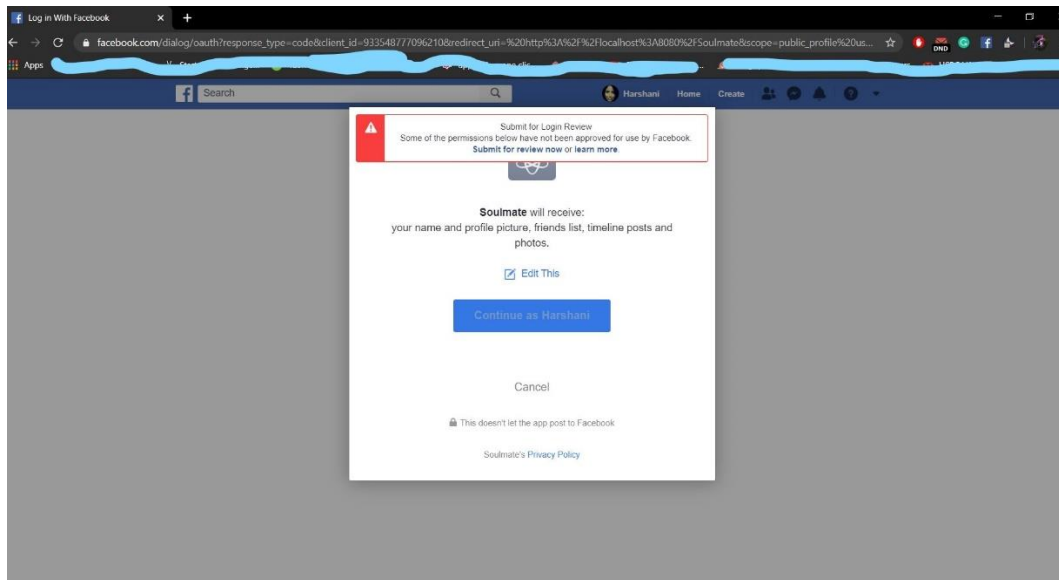 Log in With Facebook
facebook.com/dialog/oauth?response_type=code&client_id=933548777096210&redirect_uri=%20http%3A%2F%2Flocalhost%3A8080%2FSoulmate&scope=public_profile%20us...
DND
Apps
Search
Harshani Home Create
Submit for Login Review
Some of the permissions below have not been approved for use by Facebook.
Submit for review now or learn more.
Soulmate will receive:
your name and profile picture, friends list, timeline posts and
photos.
Edit This
Continue as Harshani
Cancel
This doesn't let the app post to Facebook
Soulmate's Privacy Policy